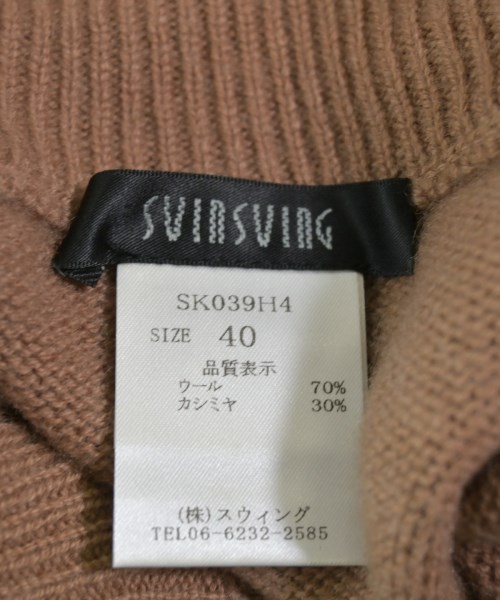 SVINSVING
SK039H4
SIZE 40
品質表示
ウール 70%
カシミヤ 30%
(株)スウィング
TEL06-6232-2585